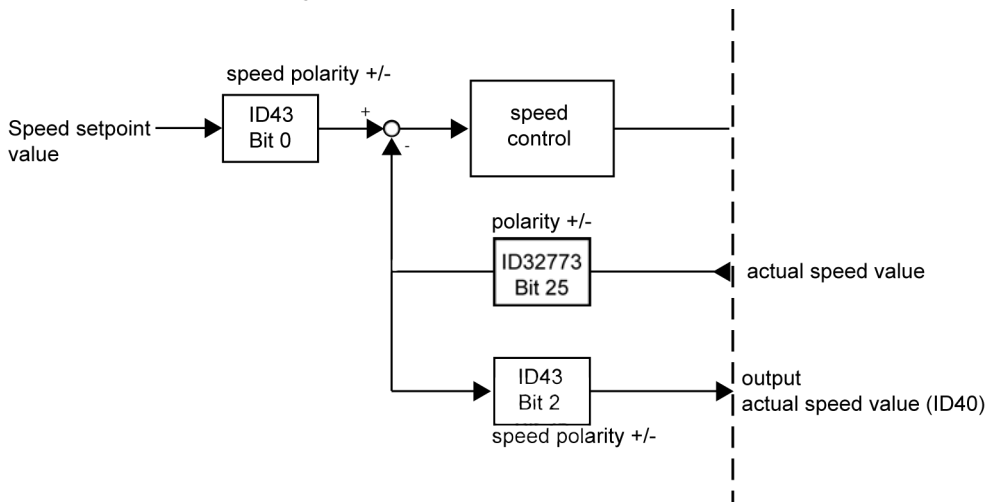 speed polarity +/-
Speed setpoint
value
ID43
Bit 0
+
-
speed
control
polarity +/-
ID32773
Bit 25
actual speed value
ID43
Bit 2
speed polarity +/-
output
actual speed value (ID40)